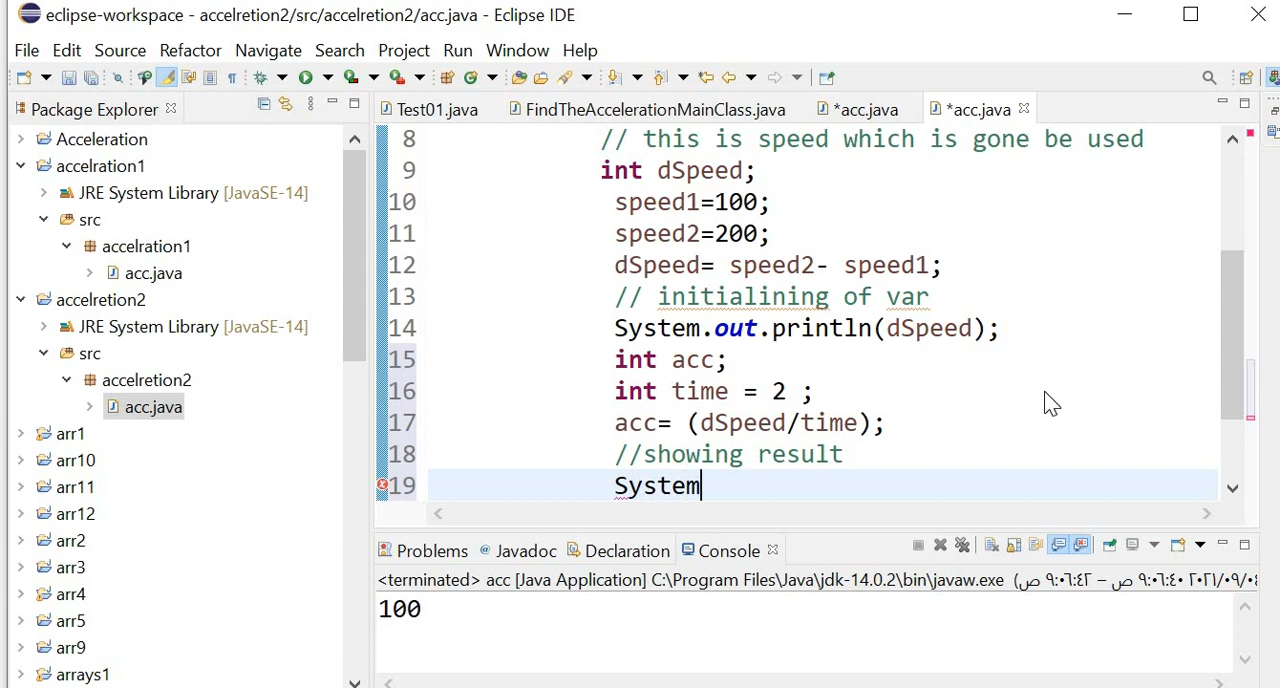 eclipse-workspace - accelretion2/src/accelretion2/acc.java - Eclipse IDE
File Edit Source Refactor Navigate Search Project Run Window Help
Package Explorer
Test01.java FindTheAccelerationMainClass.java *acc.java *acc.java
Acceleration
accelration1
JRE System Library [JavaSE-14]
src
accelration1
acc.java
accelretion2
JRE System Library [JavaSE-14]
src
accelretion2
acc.java
arr1
arr10
arr11
arr12
arr2
arr3
arr4
arr5
arr9
arrays1
8 // this is speed which is gone be used
9 int dSpeed;
10 speed1=100;
11 speed2=200;
12 dSpeed= speed2- speed1;
13 // initialining of var
14 System.out.println(dSpeed);
15 int acc;
16 int time = 2 ;
17 acc= (dSpeed/time);
18 //showing result
19 System
Problems Javadoc Declaration Console
<terminated> acc [Java Application] C:\Program Files\Java\jdk-14.0.2\bin\javaw.exe
100